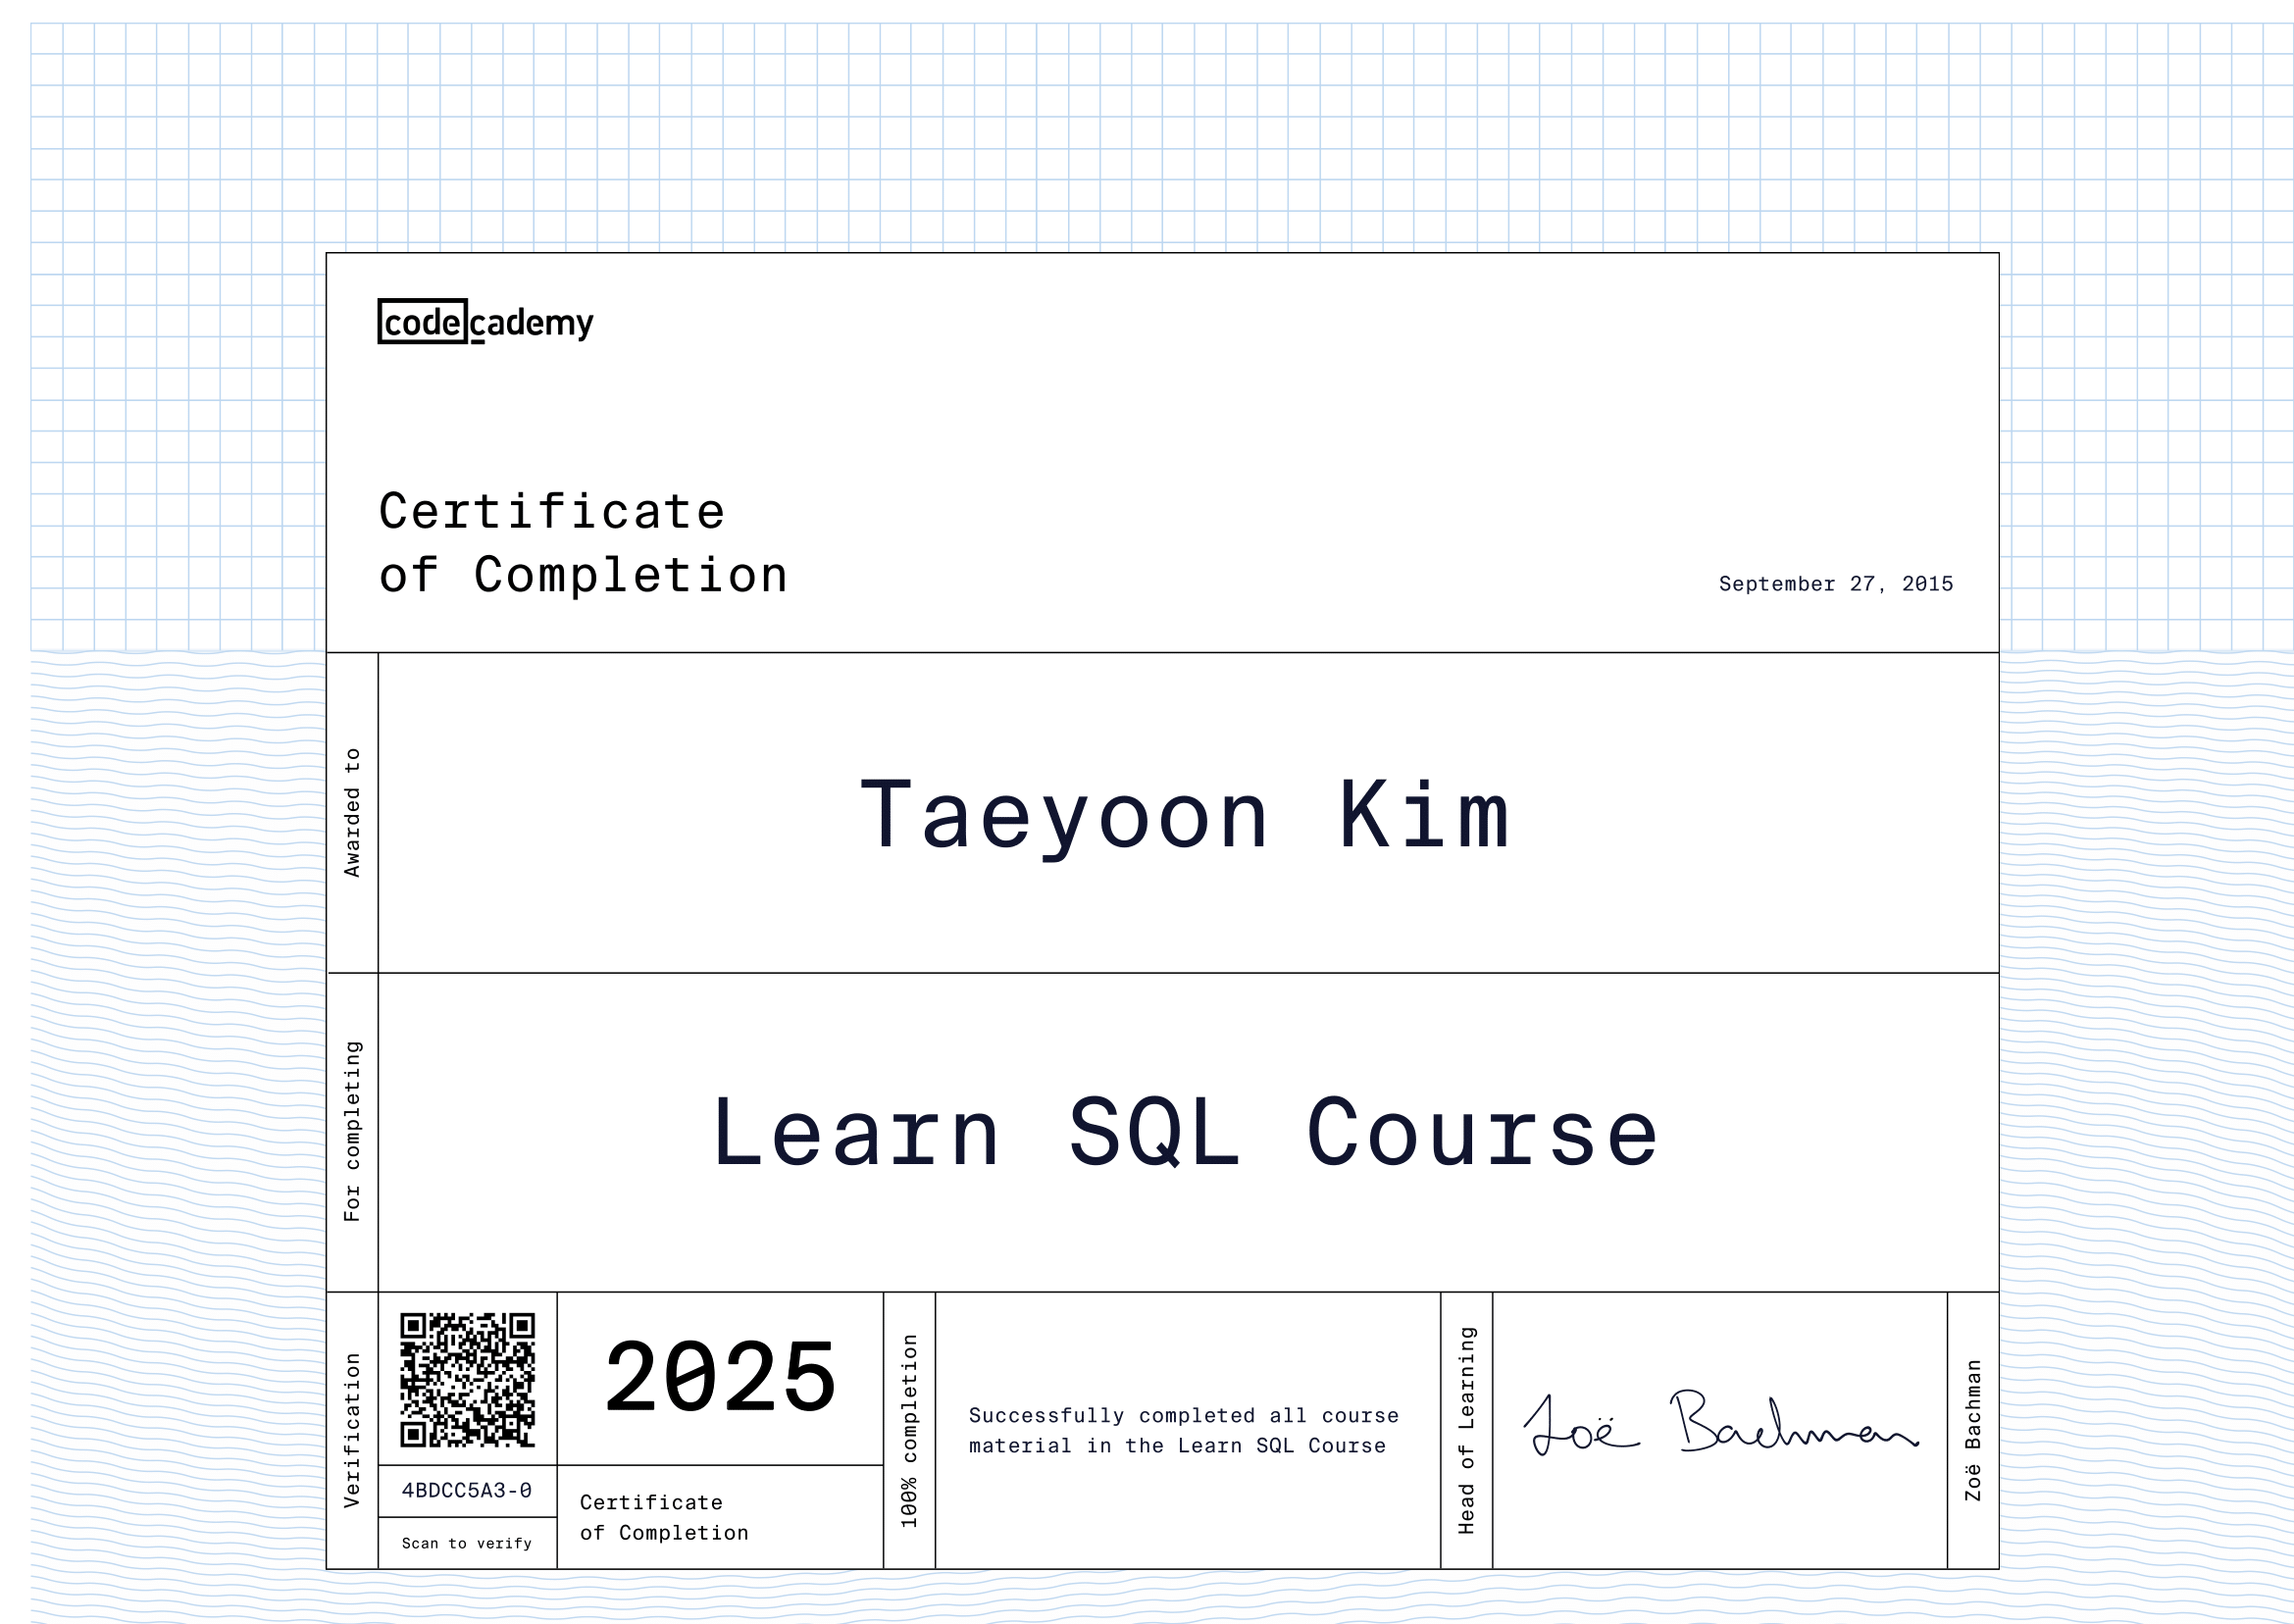 codecademy
Certificate
of Completion
September 27, 2015
Awarded to
Taeyoon Kim
For completing
Learn SQL Course
Verification
4BDCC5A3-0
Scan to verify
2025
Certificate
of Completion
100% completion
Successfully completed all course
material in the Learn SQL Course
Head of Learning
Zoë Bachman
Zoë Bachman